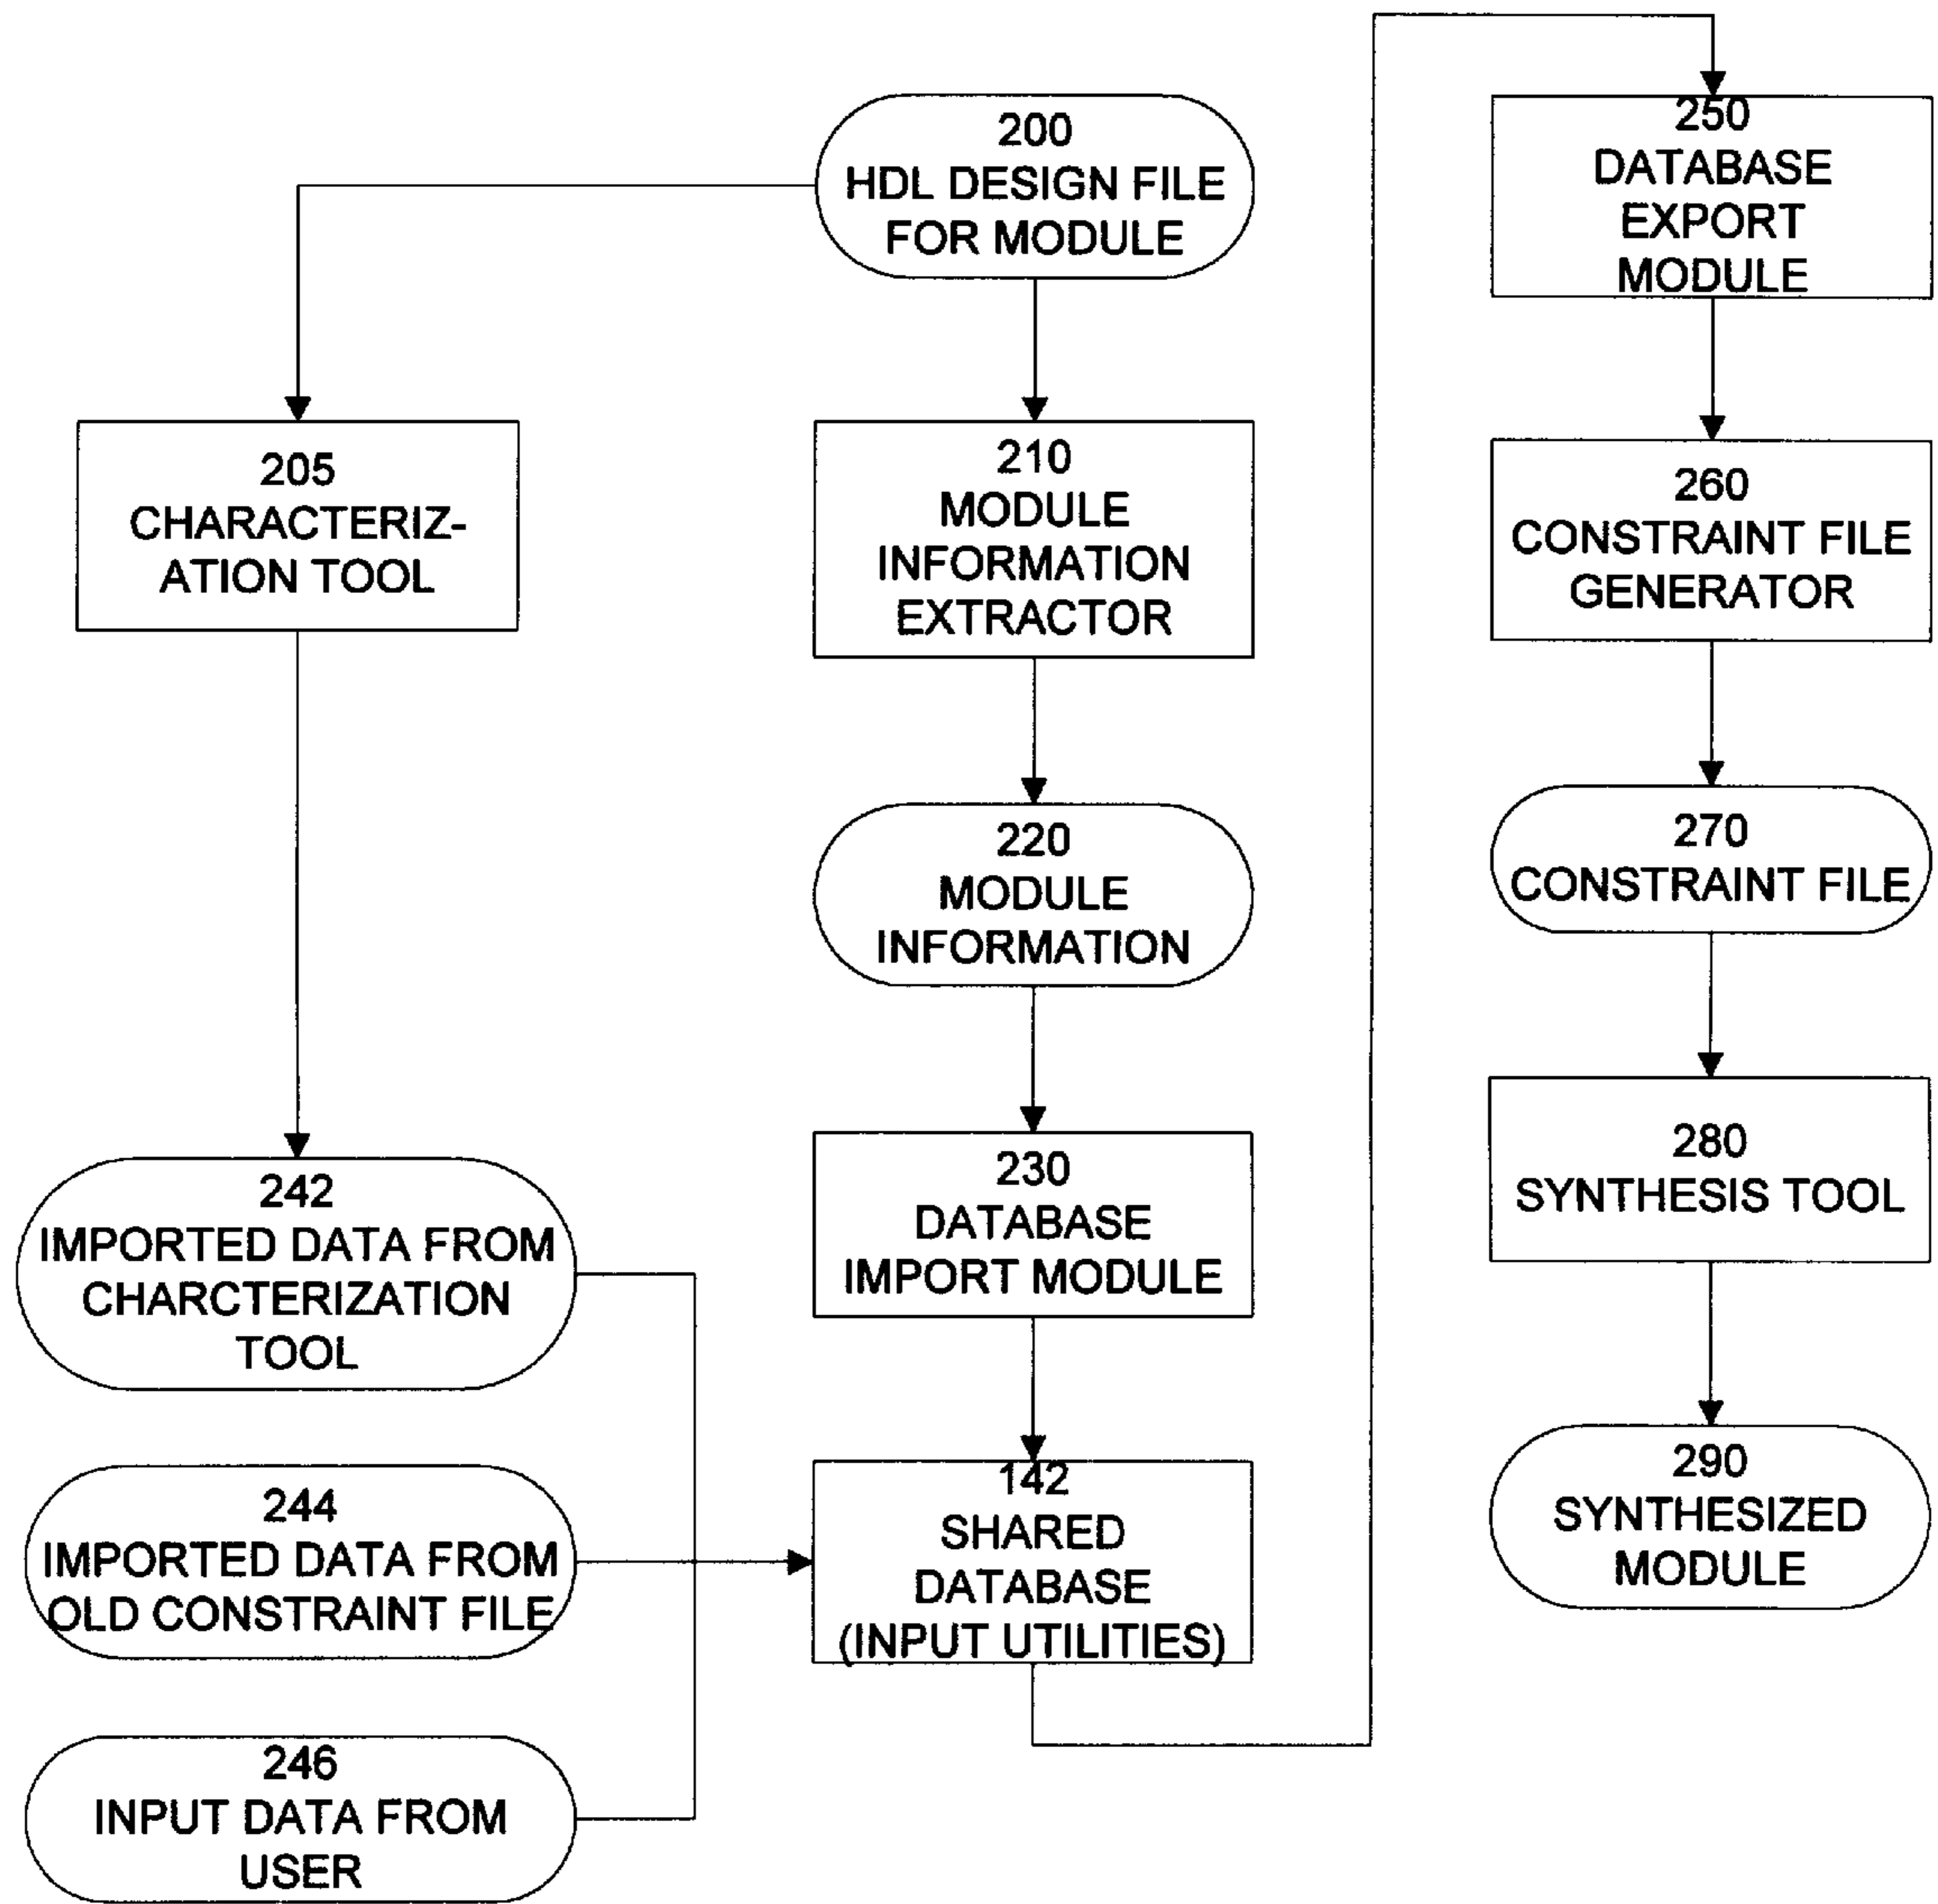 200
HDL DESIGN FILE
FOR MODULE
205
CHARACTERIZ-
ATION TOOL
210
MODULE
INFORMATION
EXTRACTOR
220
MODULE
INFORMATION
230
DATABASE
IMPORT MODULE
242
IMPORTED DATA FROM
CHARCTERIZATION
TOOL
244
IMPORTED DATA FROM
OLD CONSTRAINT FILE
246
INPUT DATA FROM
USER
142
SHARED
DATABASE
(INPUT UTILITIES)
250
DATABASE
EXPORT
MODULE
260
CONSTRAINT FILE
GENERATOR
270
CONSTRAINT FILE
280
SYNTHESIS TOOL
290
SYNTHESIZED
MODULE